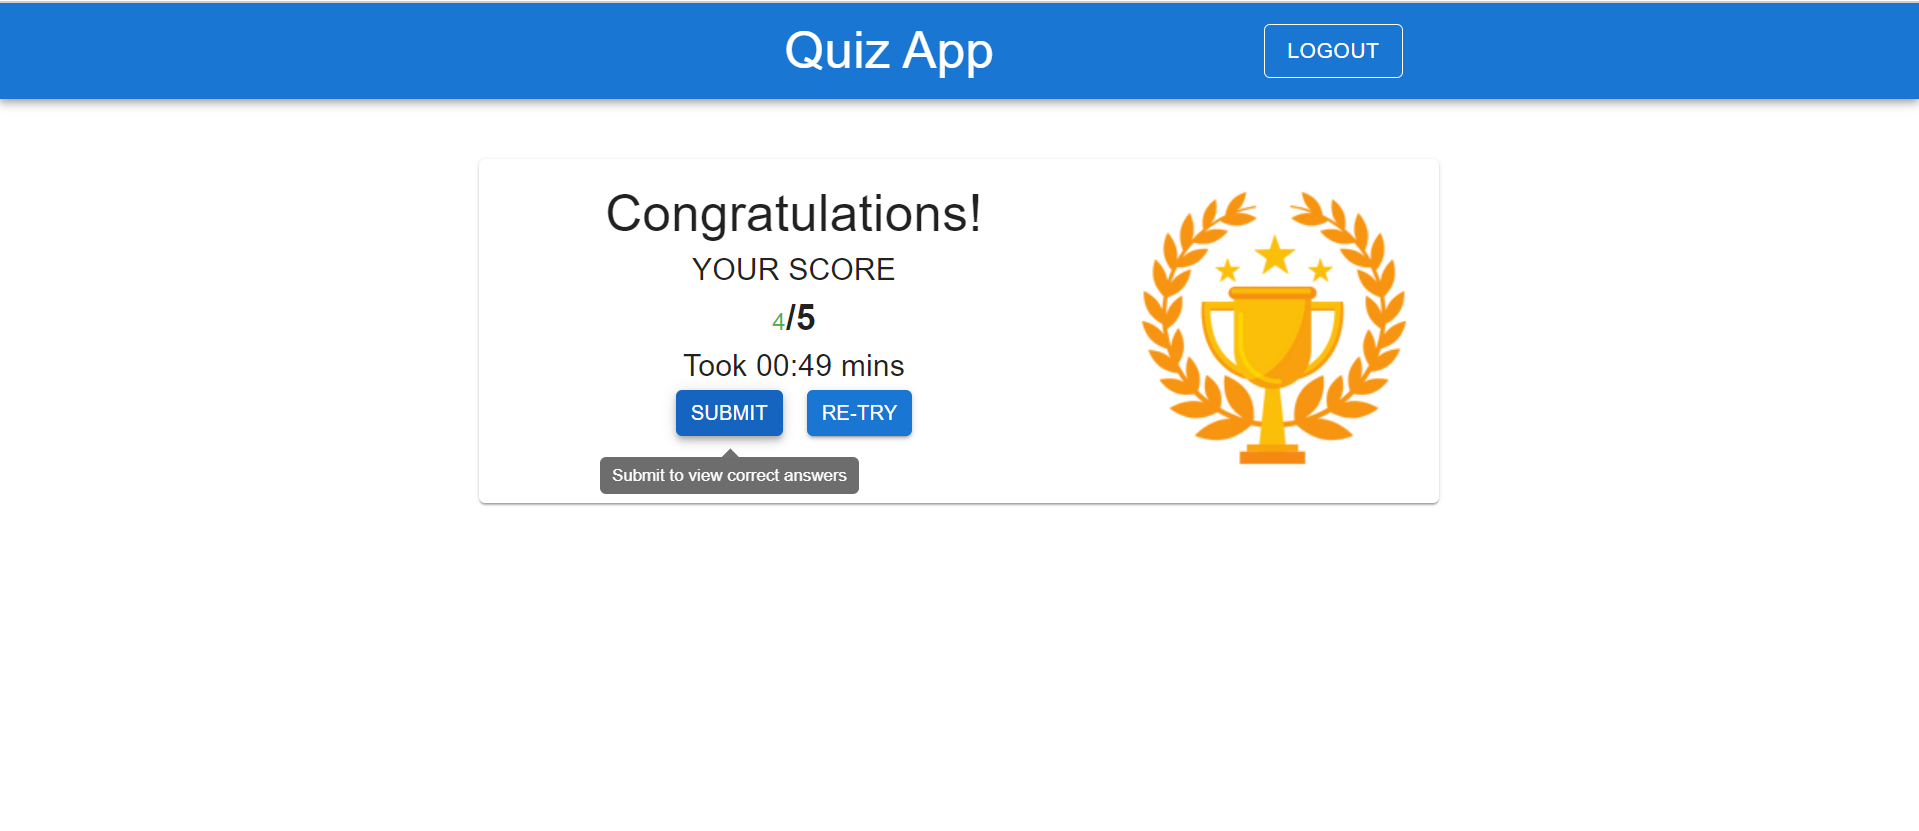 Quiz App
LOGOUT
Congratulations!
YOUR SCORE
4/5
Took 00:49 mins
SUBMIT RE-TRY
Submit to view correct answers